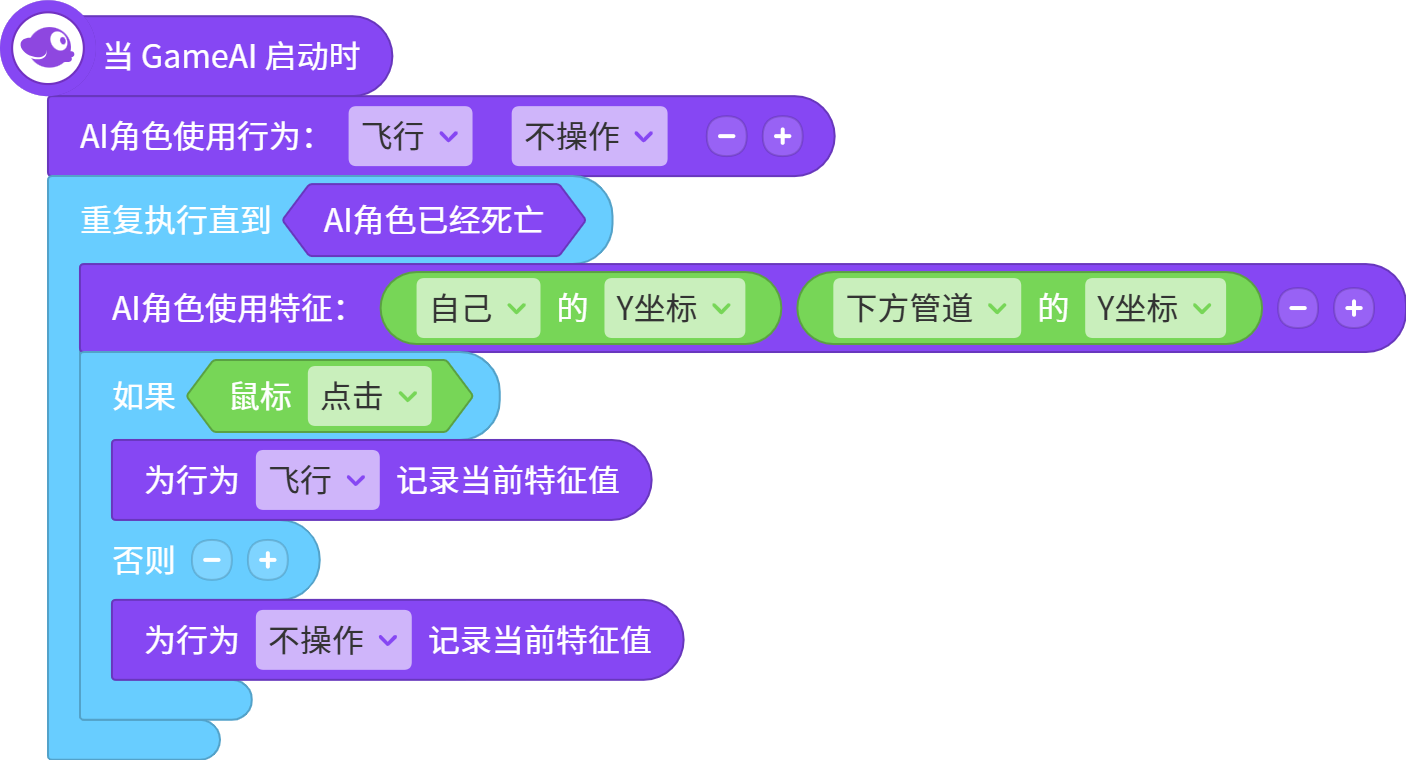 当 GameAI 启动时
AI角色使用行为： 飞行 不操作
重复执行直到 AI角色已经死亡
AI角色使用特征： 自己 的 Y坐标 下方管道 的 Y坐标
如果 鼠标 点击
为行为 飞行 记录当前特征值
否则
为行为 不操作 记录当前特征值